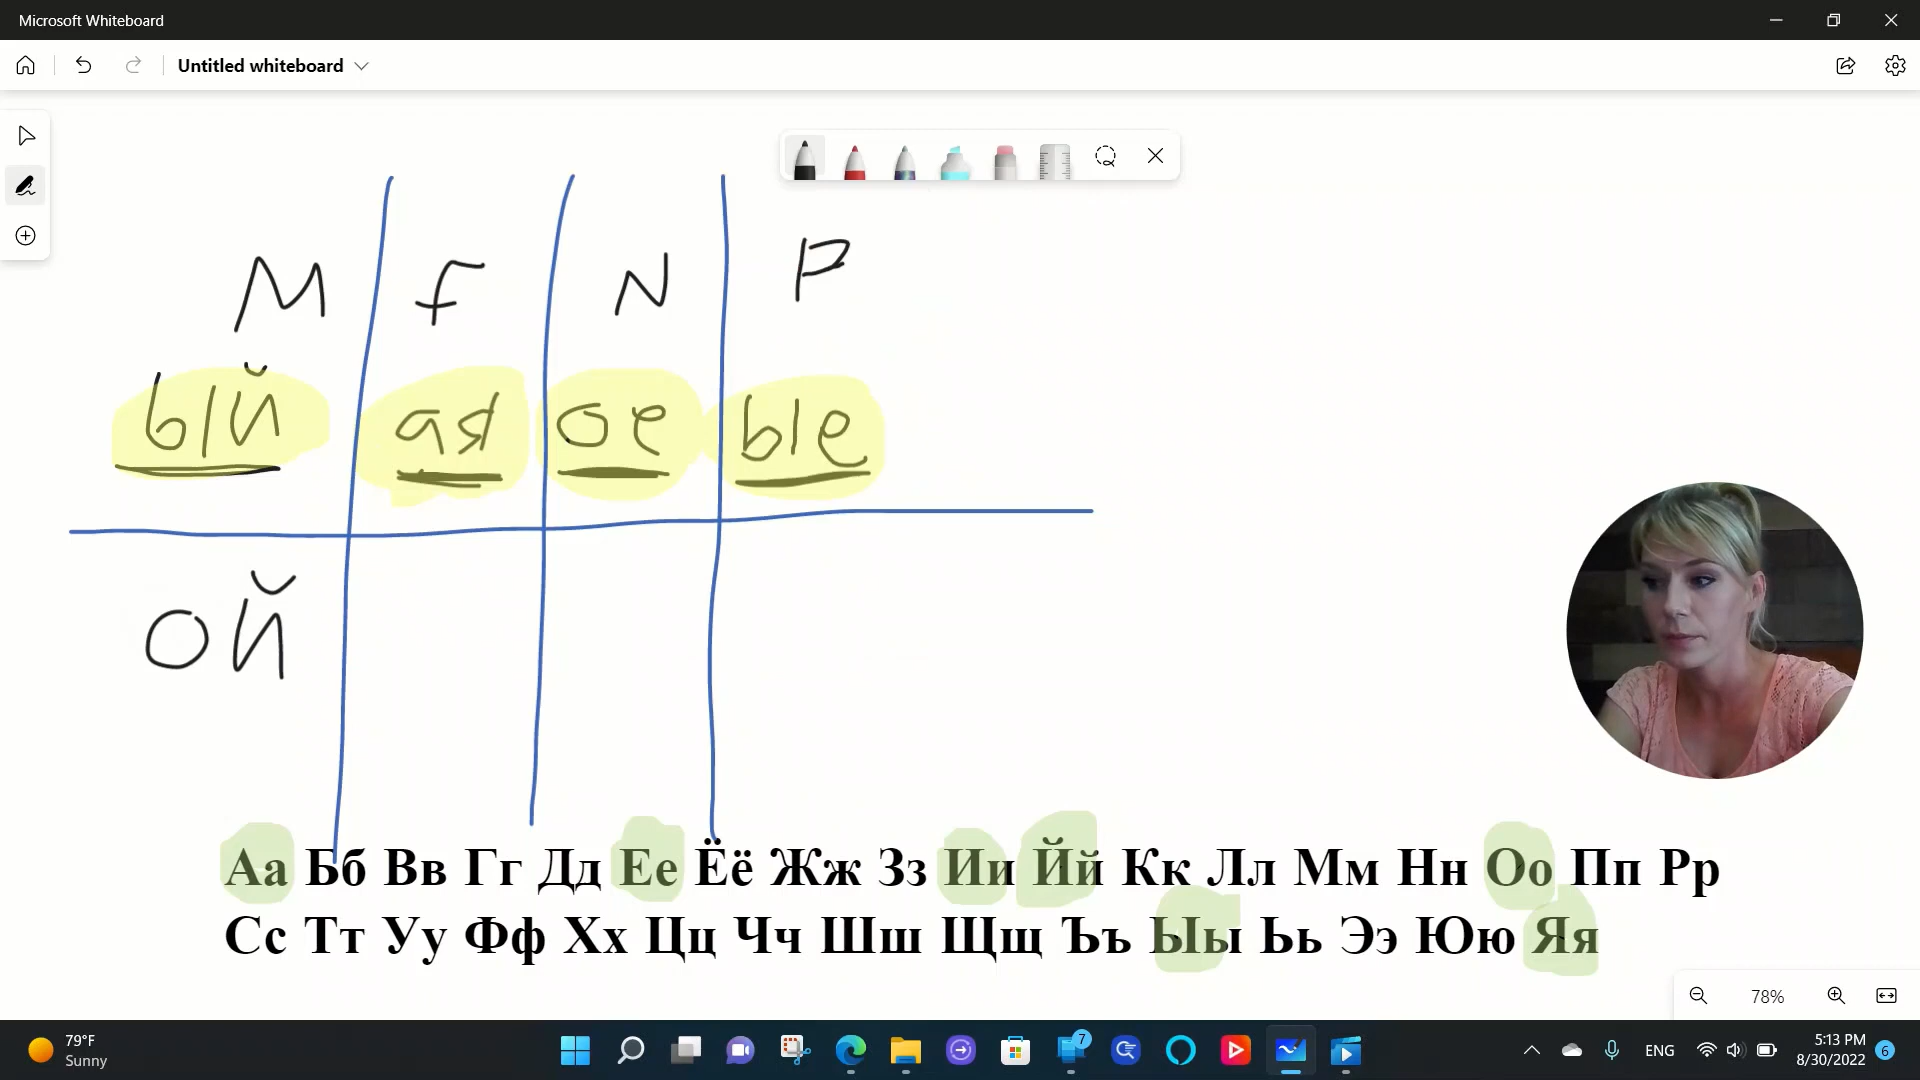 Microsoft Whiteboard
Untitled whiteboard
M F N P
ый ая ое ые
ой
Аа Бб Вв Гг Дд Ее Ёё Жж Зз Ии Йй Кк Лл Мм Нн Оо Пп Рр
Сс Тт Уу Фф Хх Цц Чч Шш Щщ Ъъ Ыы Ьь Ээ Юю Яя
78%
79°F
Sunny
7
ENG
5:13 PM
8/30/2022
6